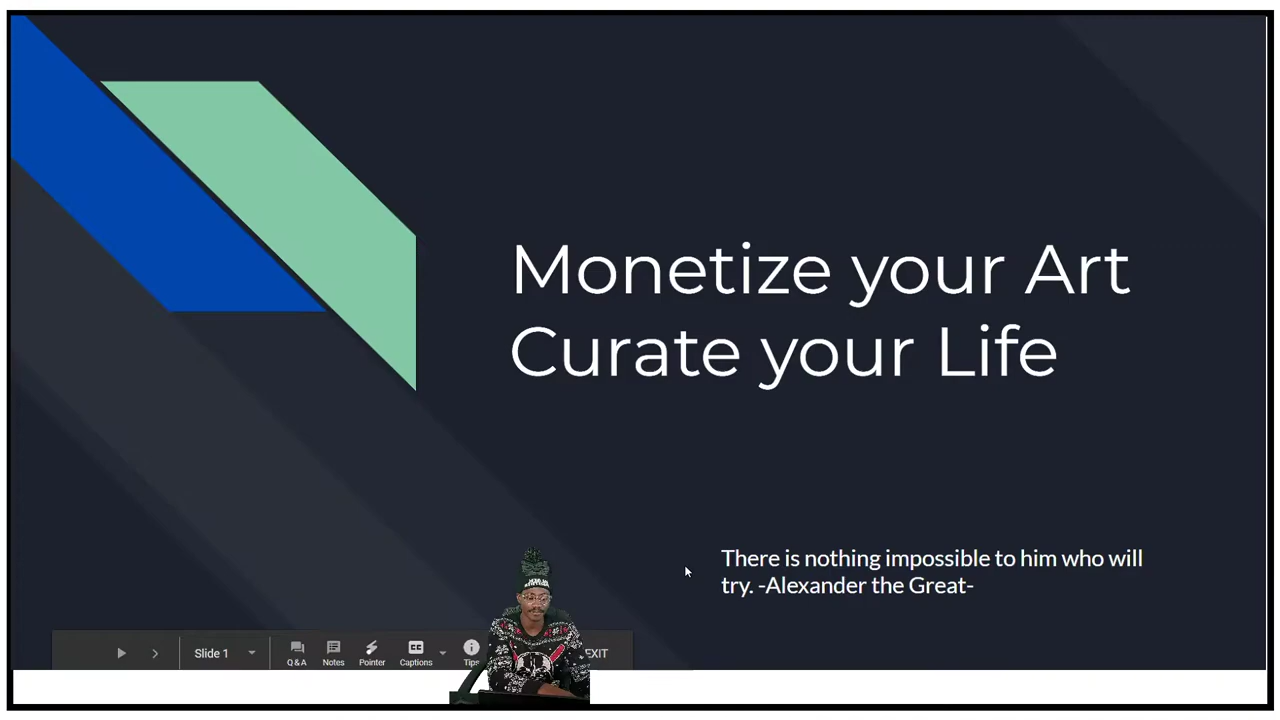 Monetize your Art
Curate your Life
There is nothing impossible to him who will
try. -Alexander the Great-
Slide 1
Q&A
Notes
Pointer
CC
Captions
Tips
EXIT